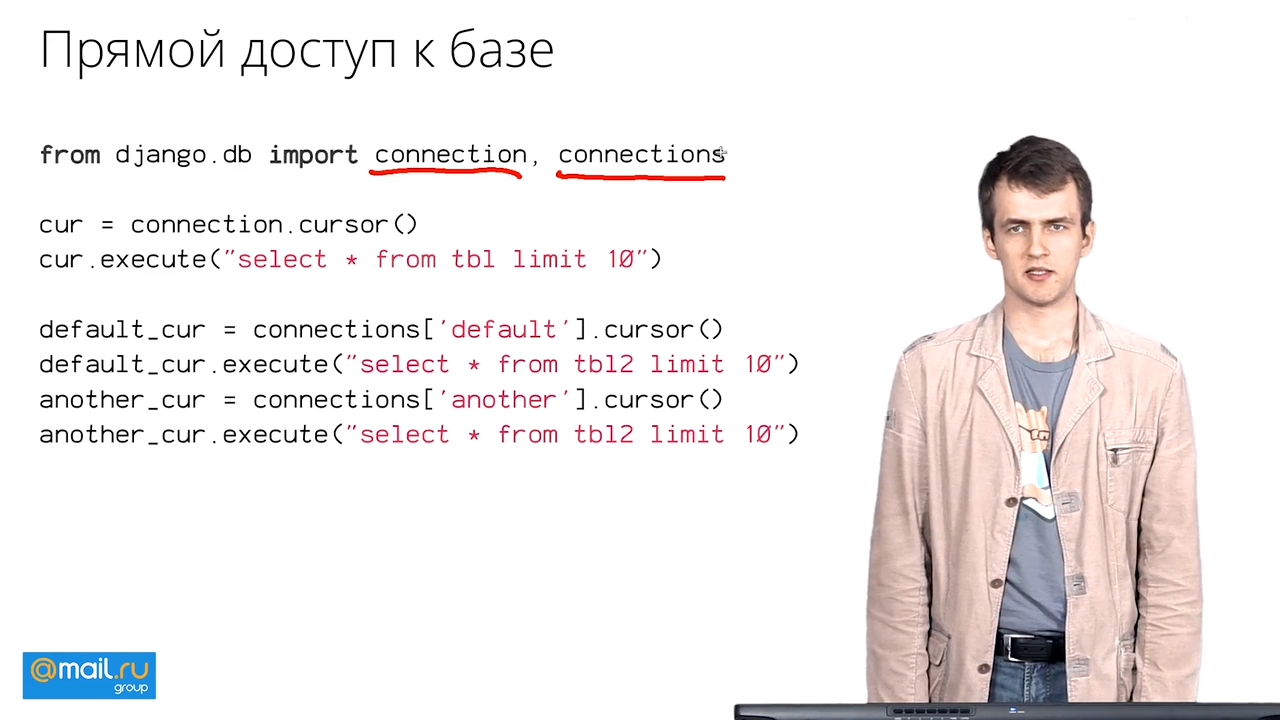 Прямой доступ к базе
from django.db import connection, connections
cur = connection.cursor()
cur.execute("select * from tbl limit 10")
default_cur = connections['default'].cursor()
default_cur.execute("select * from tbl2 limit 10")
another_cur = connections['another'].cursor()
another_cur.execute("select * from tbl2 limit 10")
@mail.ru
group